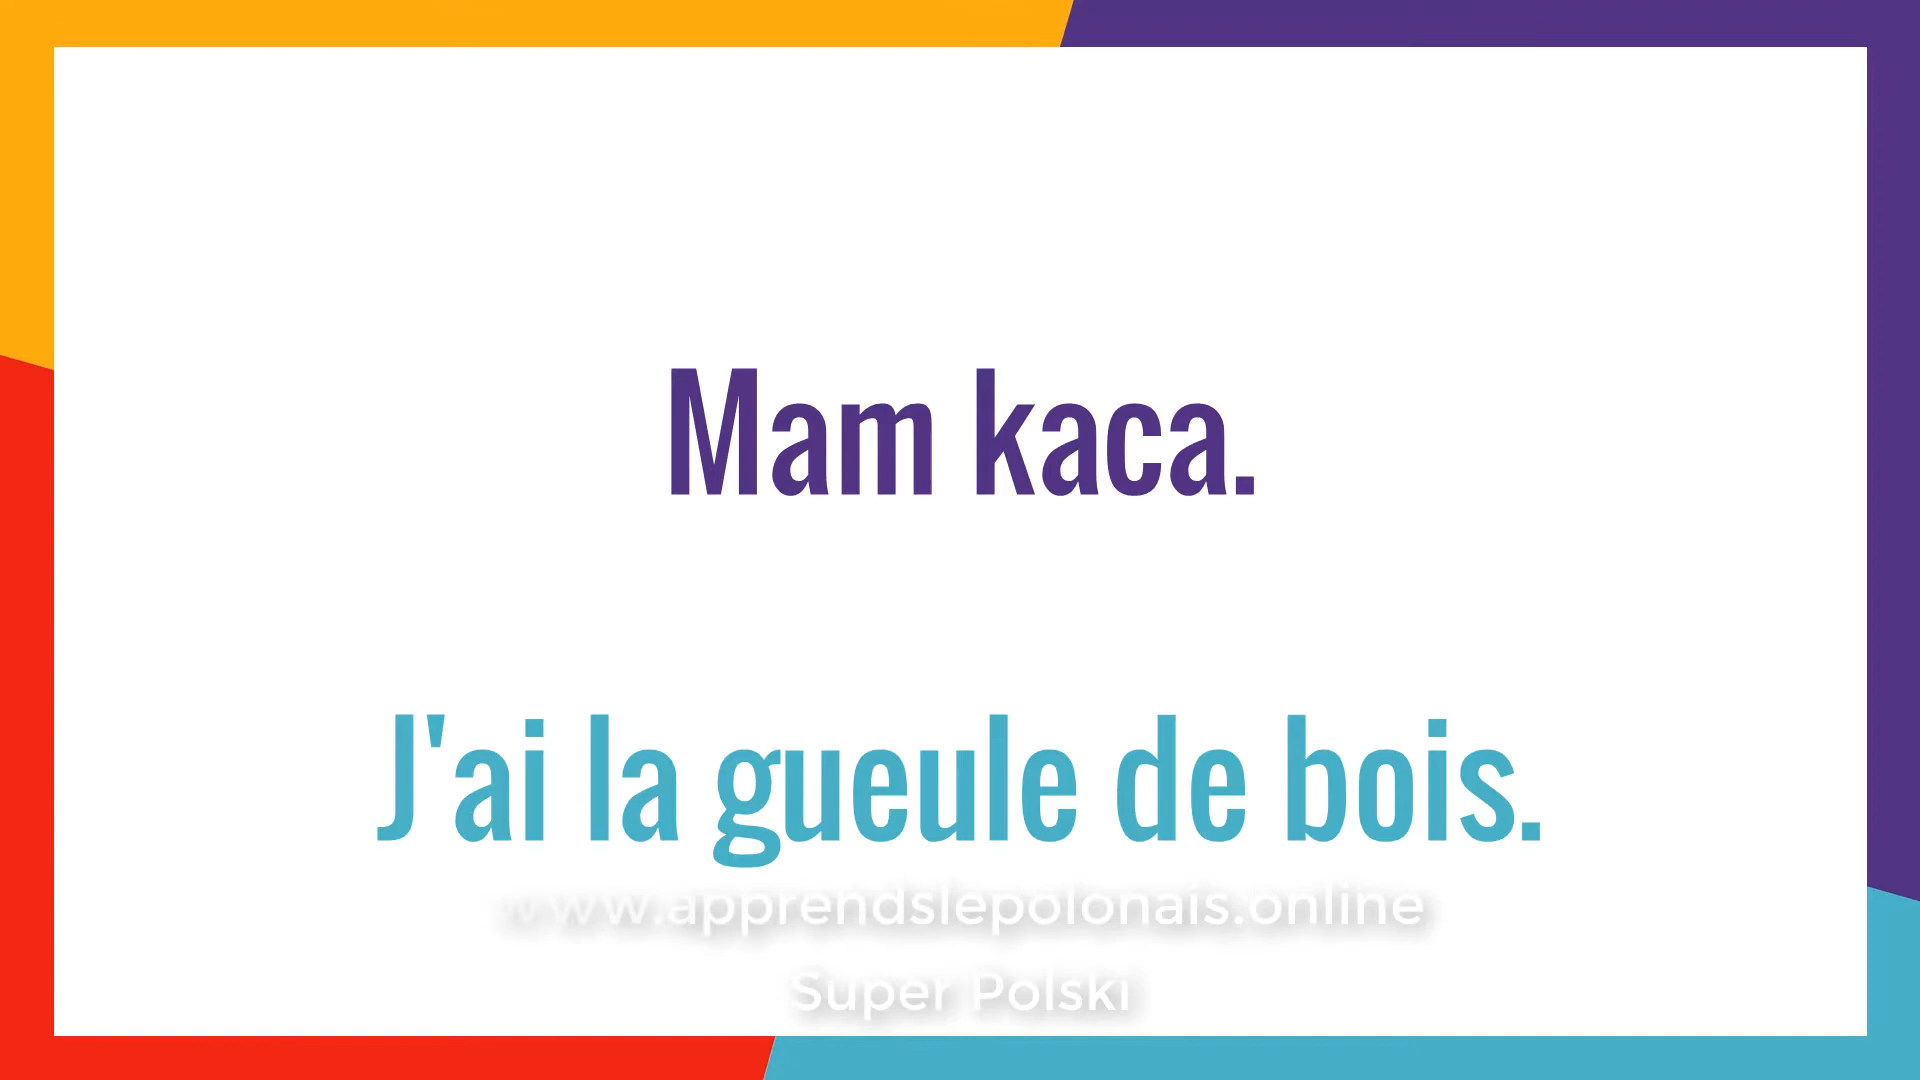 Mam kaca.
J'ai la gueule de bois.
www.apprendslepolonais.online
Super Polski